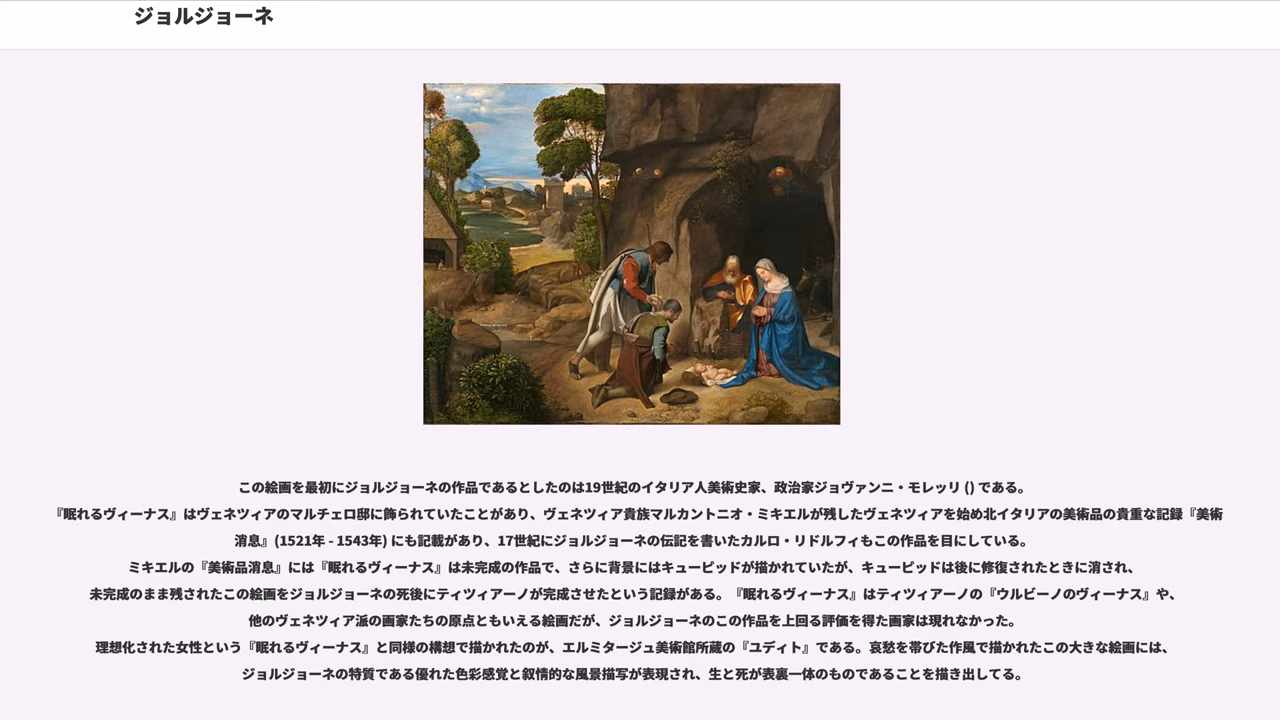 ジョルジョーネ
この絵画を最初にジョルジョーネの作品であるとしたのは19世紀のイタリア人美術史家、政治家ジョヴァンニ・モレッリ () である。
『眠れるヴィーナス』はヴェネツィアのマルチェロ邸に飾られていたことがあり、ヴェネツィア貴族マルカントニオ・ミキエルが残したヴェネツィアを始め北イタリアの美術品の貴重な記録『美術
消息』(1521年 - 1543年) にも記載があり、17世紀にジョルジョーネの伝記を書いたカルロ・リドルフィもこの作品を目にしている。
ミキエルの『美術品消息』には『眠れるヴィーナス』は未完成の作品で、さらに背景にはキューピッドが描かれていたが、キューピッドは後に修復されたときに消され、
未完成のまま残されたこの絵画をジョルジョーネの死後にティツィアーノが完成させたという記録がある。『眠れるヴィーナス』はティツィアーノの『ウルビーノのヴィーナス』や、
他のヴェネツィア派の画家たちの原点ともいえる絵画だが、ジョルジョーネのこの作品を上回る評価を得た画家は現れなかった。
理想化された女性という『眠れるヴィーナス』と同様の構想で描かれたのが、エルミタージュ美術館所蔵の『ユディト』である。哀愁を帯びた作風で描かれたこの大きな絵画には、
ジョルジョーネの特質である優れた色彩感覚と叙情的な風景描写が表現され、生と死が表裏一体のものであることを描き出してる。